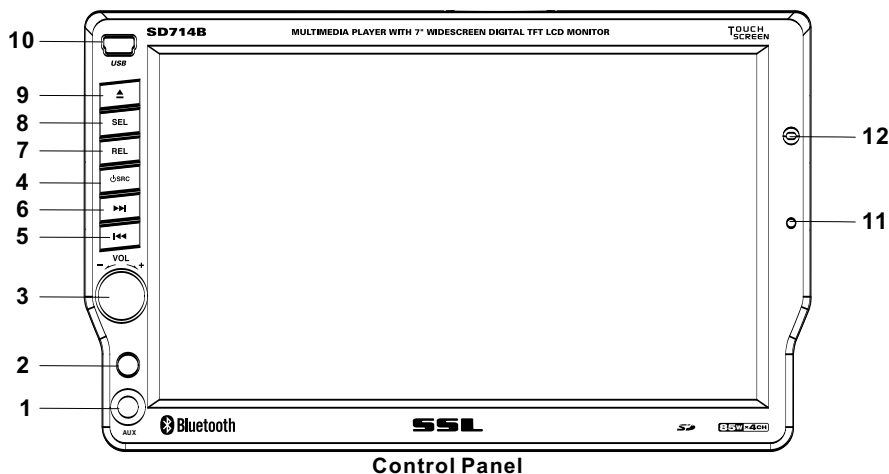 SD714B
MULTIMEDIA PLAYER WITH 7" WIDESCREEN DIGITAL TFT LCD MONITOR
TOUCH
SCREEN
10
USB
9
8
SEL
7
REL
4
SRC
6
5
VOL
- +
3
2
1
AUX
12
11
Bluetooth
SSL
SD
85W×4CH
Control Panel